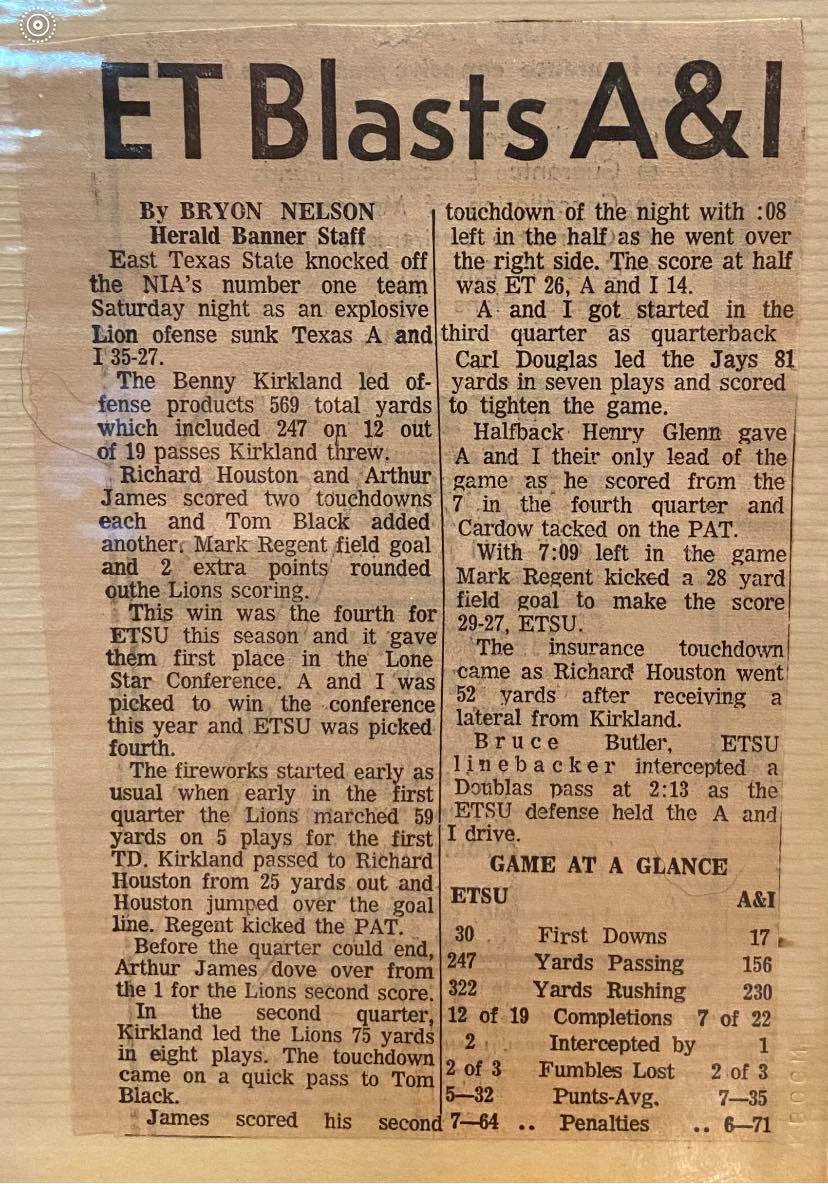 ET Blasts A&I
By BRYON NELSON
Herald Banner Staff
East Texas State knocked off
the NIA's number one team
Saturday night as an explosive
Lion ofense sunk Texas A and
I 35-27.
The Benny Kirkland led of-
fense products 569 total yards
which included 247 on 12 out
of 19 passes Kirkland threw.
Richard Houston and Arthur
James scored two touchdowns
each and Tom Black added
another. Mark Regent field goal
and 2 extra points rounded
outhe Lions scoring.
This win was the fourth for
ETSU this season and it gave
them first place in the Lone
Star Conference. A and I was
picked to win the conference
this year and ETSU was picked
fourth.
The fireworks started early as
usual when early in the first
quarter the Lions marched 59
yards on 5 plays for the first
TD. Kirkland passed to Richard
Houston from 25 yards out and
Houston jumped over the goal
line. Regent kicked the PAT.
Before the quarter could end,
Arthur James dove over from
the 1 for the Lions second score.
In the second quarter,
Kirkland led the Lions 75 yards
in eight plays. The touchdown
came on a quick pass to Tom
Black.
James scored his second
touchdown of the night with :08
left in the half as he went over
the right side. The score at half
was ET 26, A and I 14.
A and I got started in the
third quarter as quarterback
Carl Douglas led the Jays 81
yards in seven plays and scored
to tighten the game.
Halfback Henry Glenn gave
A and I their only lead of the
game as he scored from the
7 in the fourth quarter and
Cardow tacked on the PAT.
With 7:09 left in the game
Mark Regent kicked a 28 yard
field goal to make the score
29-27, ETSU.
The insurance touchdown
came as Richard Houston went
52 yards after receiving a
lateral from Kirkland.
Bruce Butler, ETSU
linebacker intercepted a
Doublas pass at 2:13 as the
ETSU defense held the A and
I drive.
GAME AT A GLANCE
ETSU A&I
30 First Downs 17
247 Yards Passing 156
322 Yards Rushing 230
12 of 19 Completions 7 of 22
2 Intercepted by 1
2 of 3 Fumbles Lost 2 of 3
5—32 Punts-Avg. 7—35
7—64 .. Penalties .. 6—71